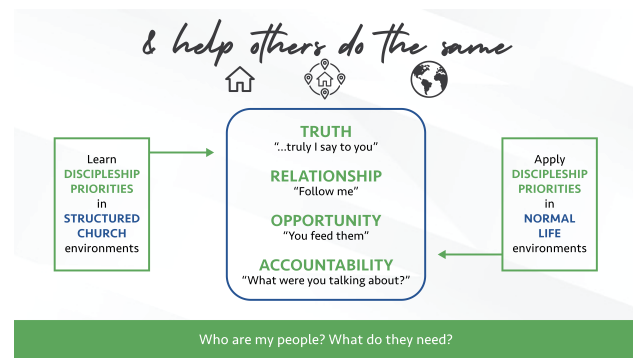 & help others do the same
TRUTH
"...truly I say to you"
RELATIONSHIP
"Follow me"
OPPORTUNITY
"You feed them"
ACCOUNTABILITY
"What were you talking about?"
Learn
DISCIPLESHIP
PRIORITIES
in
STRUCTURED
CHURCH
environments
Apply
DISCIPLESHIP
PRIORITIES
in
NORMAL
LIFE
environments
Who are my people? What do they need?